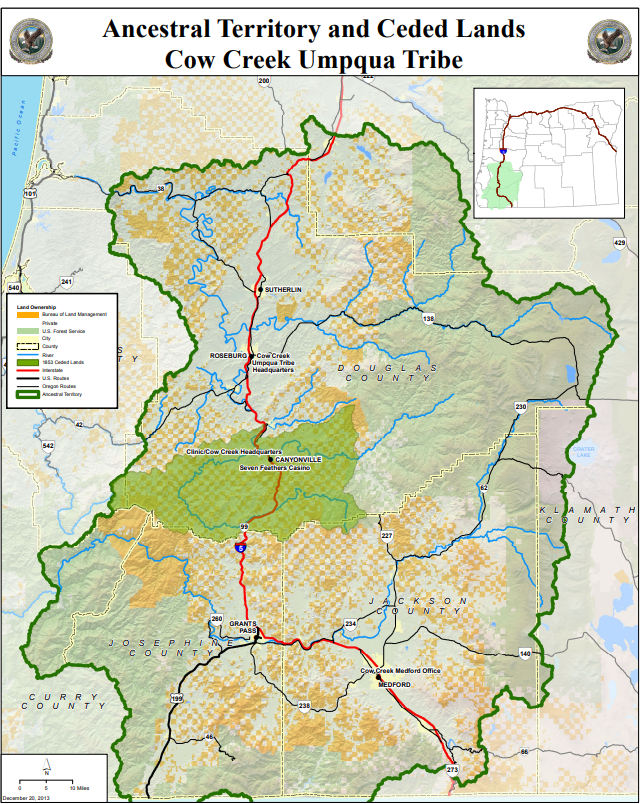 Ancestral Territory and Ceded Lands
Cow Creek Umpqua Tribe
Pacific Ocean
200
101
38
429
540
241
SUTHERLIN
Land Ownership
Bureau of Land Management
Private
U.S. Forest Service
City
County
River
1853 Ceded Lands
Interstate
U.S. Routes
Oregon Routes
Ancestral Territory
138
ROSEBURG
Cow Creek
Umpqua Tribe
Headquarters
DOUGLAS
COUNTY
S
TY
230
42
542
Clinic/Cow Creek Headquarters
CANYONVILLE
Seven Feathers Casino
CRATER
LAKE
62
KLAMATH
COUNTY
99
227
5
JACKSON
COUNTY
260
GRANTS
PASS
234
JOSEPHINE
COUNTY
140
Cow Creek Medford Office
MEDFORD
CURRY
COUNTY
199
238
46
66
273
N
0 5 10 Miles
December 20, 2013